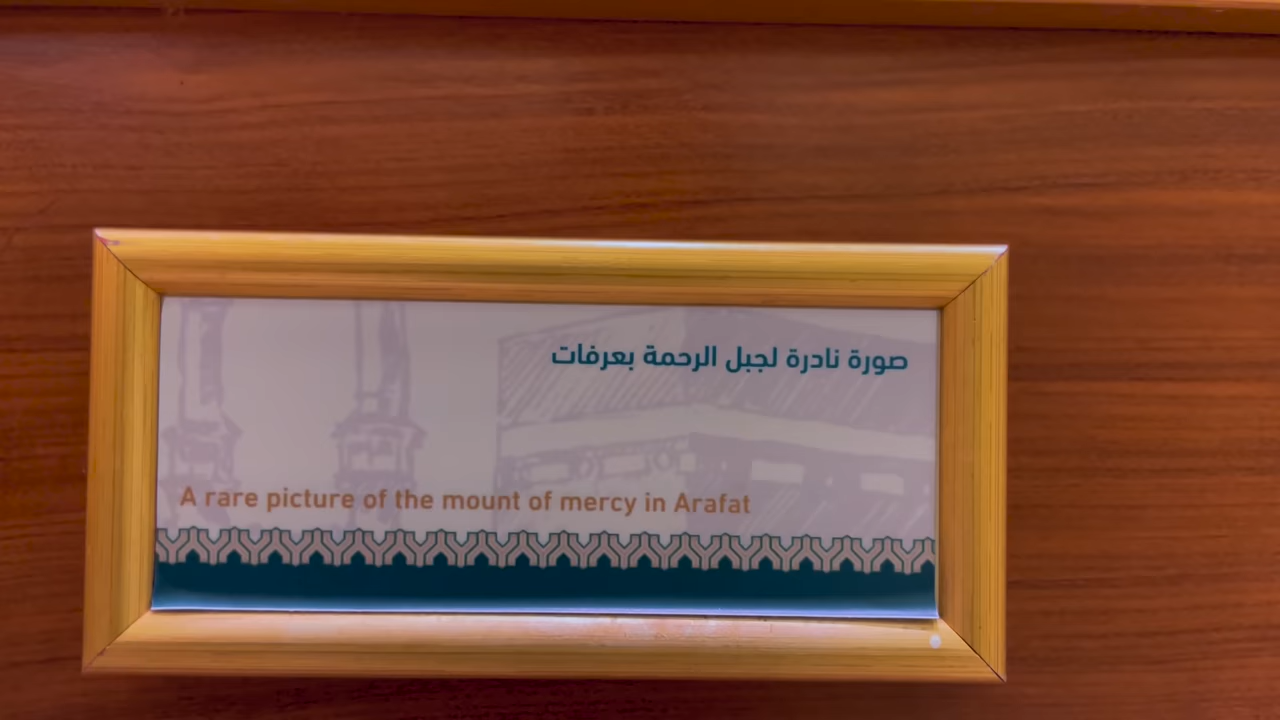 صورة نادرة لجبل الرحمة بعرفات
A rare picture of the mount of mercy in Arafat